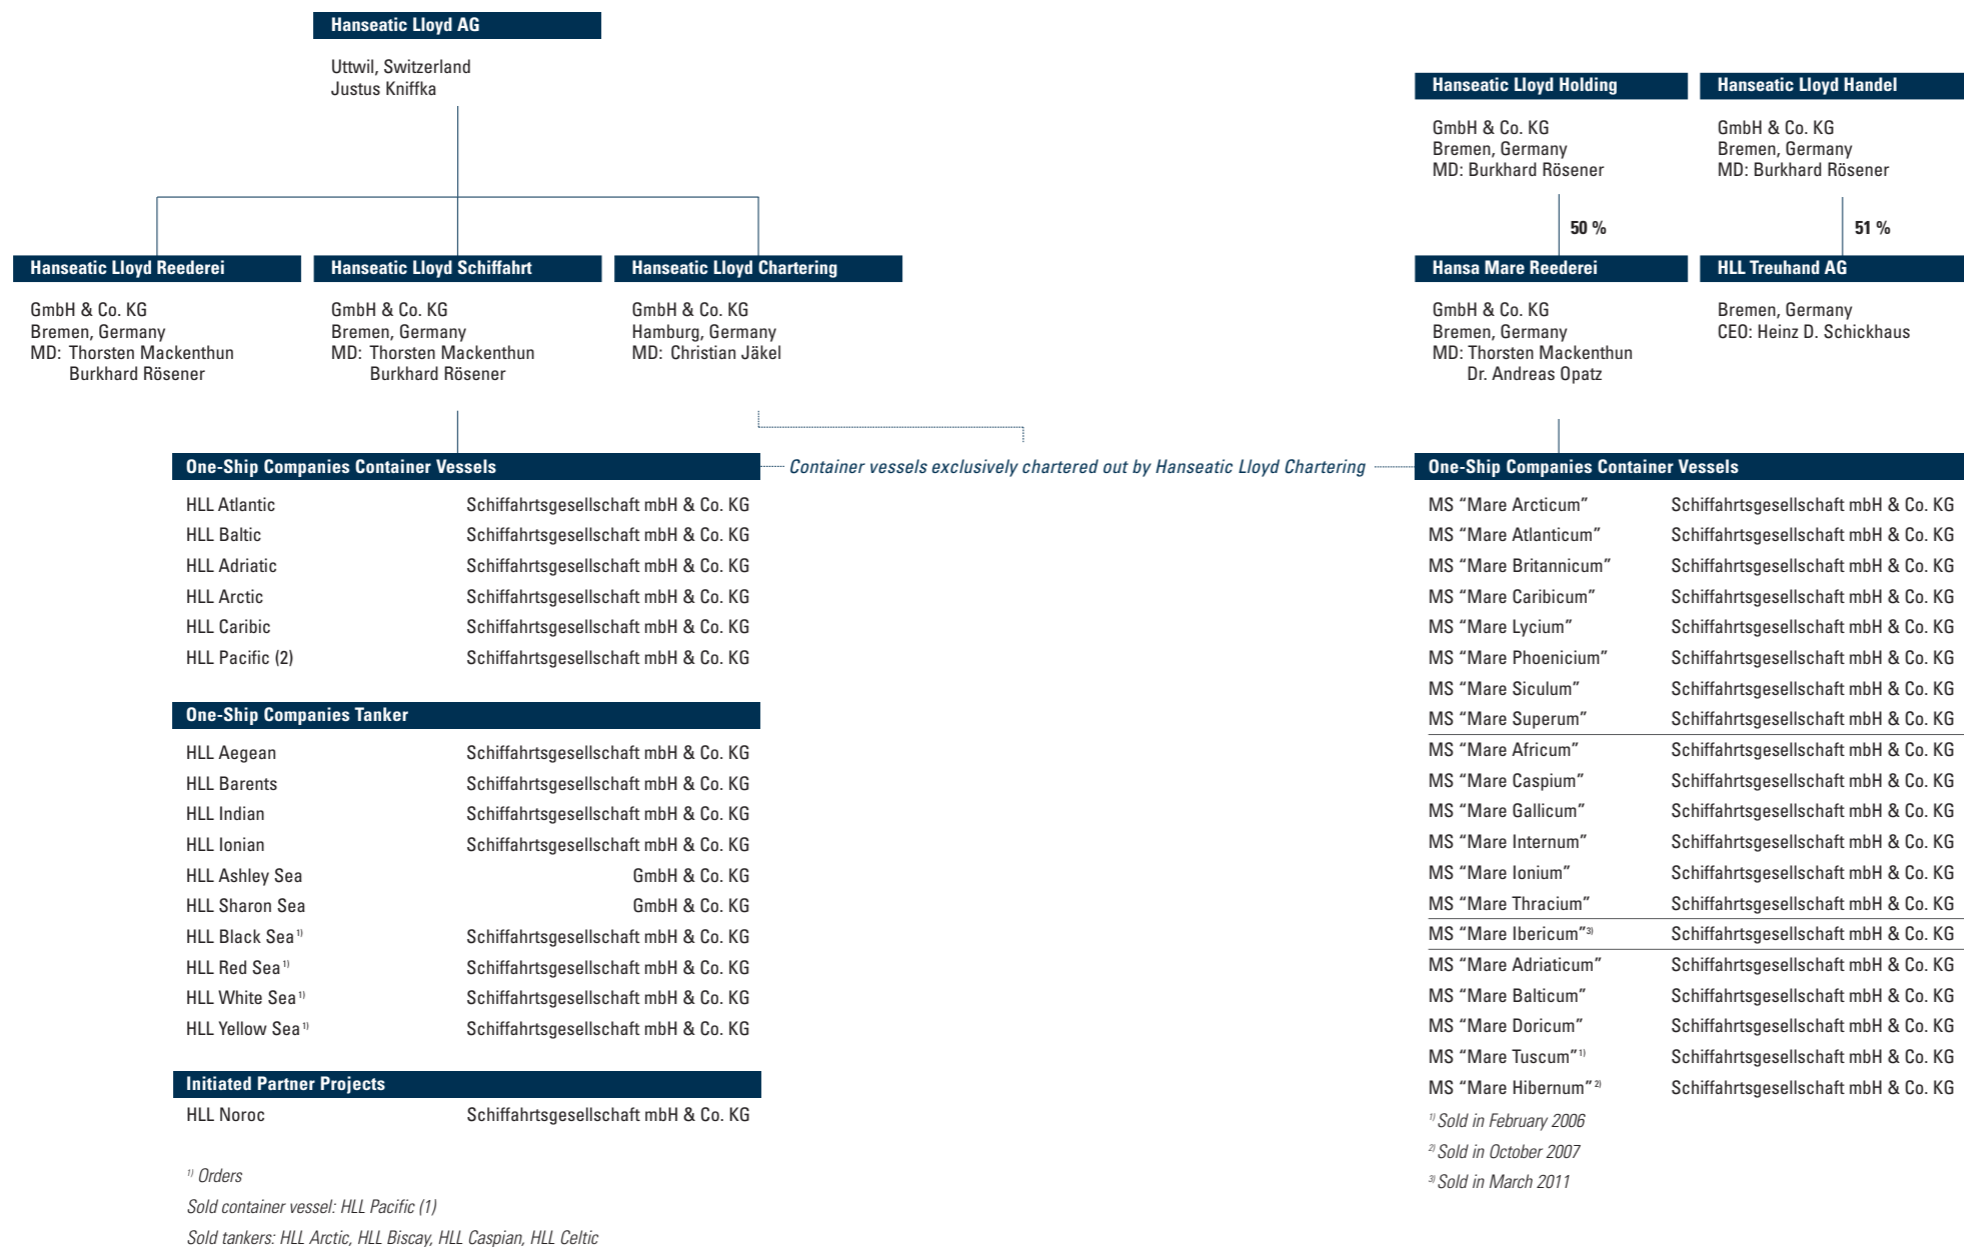 Hanseatic Lloyd AG
Uttwil, Switzerland
Justus Kniffka
Hanseatic Lloyd Holding
GmbH & Co. KG
Bremen, Germany
MD: Burkhard Rösener
50 %
Hanseatic Lloyd Handel
GmbH & Co. KG
Bremen, Germany
MD: Burkhard Rösener
51 %
Hanseatic Lloyd Reederei
GmbH & Co. KG
Bremen, Germany
MD: Thorsten Mackenthun
Burkhard Rösener
Hanseatic Lloyd Schiffahrt
GmbH & Co. KG
Bremen, Germany
MD: Thorsten Mackenthun
Burkhard Rösener
Hanseatic Lloyd Chartering
GmbH & Co. KG
Hamburg, Germany
MD: Christian Jäkel
Hansa Mare Reederei
GmbH & Co. KG
Bremen, Germany
MD: Thorsten Mackenthun
Dr. Andreas Opatz
HLL Treuhand AG
Bremen, Germany
CEO: Heinz D. Schickhaus
One-Ship Companies Container Vessels
HLL Atlantic Schiffahrtsgesellschaft mbH & Co. KG
HLL Baltic Schiffahrtsgesellschaft mbH & Co. KG
HLL Adriatic Schiffahrtsgesellschaft mbH & Co. KG
HLL Arctic Schiffahrtsgesellschaft mbH & Co. KG
HLL Caribic Schiffahrtsgesellschaft mbH & Co. KG
HLL Pacific (2) Schiffahrtsgesellschaft mbH & Co. KG
One-Ship Companies Tanker
HLL Aegean Schiffahrtsgesellschaft mbH & Co. KG
HLL Barents Schiffahrtsgesellschaft mbH & Co. KG
HLL Indian Schiffahrtsgesellschaft mbH & Co. KG
HLL Ionian Schiffahrtsgesellschaft mbH & Co. KG
HLL Ashley Sea GmbH & Co. KG
HLL Sharon Sea GmbH & Co. KG
HLL Black Sea 1) Schiffahrtsgesellschaft mbH & Co. KG
HLL Red Sea 1) Schiffahrtsgesellschaft mbH & Co. KG
HLL White Sea 1) Schiffahrtsgesellschaft mbH & Co. KG
HLL Yellow Sea 1) Schiffahrtsgesellschaft mbH & Co. KG
Initiated Partner Projects
HLL Noroc Schiffahrtsgesellschaft mbH & Co. KG
1) Orders
Sold container vessel: HLL Pacific (1)
Sold tankers: HLL Arctic, HLL Biscay, HLL Caspian, HLL Celtic
Container vessels exclusively chartered out by Hanseatic Lloyd Chartering
One-Ship Companies Container Vessels
MS “Mare Arcticum” Schiffahrtsgesellschaft mbH & Co. KG
MS “Mare Atlanticum” Schiffahrtsgesellschaft mbH & Co. KG
MS “Mare Britannicum” Schiffahrtsgesellschaft mbH & Co. KG
MS “Mare Caribicum” Schiffahrtsgesellschaft mbH & Co. KG
MS “Mare Lycium” Schiffahrtsgesellschaft mbH & Co. KG
MS “Mare Phoenicium” Schiffahrtsgesellschaft mbH & Co. KG
MS “Mare Siculum” Schiffahrtsgesellschaft mbH & Co. KG
MS “Mare Superum” Schiffahrtsgesellschaft mbH & Co. KG
MS “Mare Africum” Schiffahrtsgesellschaft mbH & Co. KG
MS “Mare Caspium” Schiffahrtsgesellschaft mbH & Co. KG
MS “Mare Gallicum” Schiffahrtsgesellschaft mbH & Co. KG
MS “Mare Internum” Schiffahrtsgesellschaft mbH & Co. KG
MS “Mare Ionium” Schiffahrtsgesellschaft mbH & Co. KG
MS “Mare Thracium” Schiffahrtsgesellschaft mbH & Co. KG
MS “Mare Ibericum” 3) Schiffahrtsgesellschaft mbH & Co. KG
MS “Mare Adriaticum” Schiffahrtsgesellschaft mbH & Co. KG
MS “Mare Balticum” Schiffahrtsgesellschaft mbH & Co. KG
MS “Mare Doricum” Schiffahrtsgesellschaft mbH & Co. KG
MS “Mare Tuscum” 1) Schiffahrtsgesellschaft mbH & Co. KG
MS “Mare Hibernum” 2) Schiffahrtsgesellschaft mbH & Co. KG
1) Sold in February 2006
2) Sold in October 2007
3) Sold in March 2011